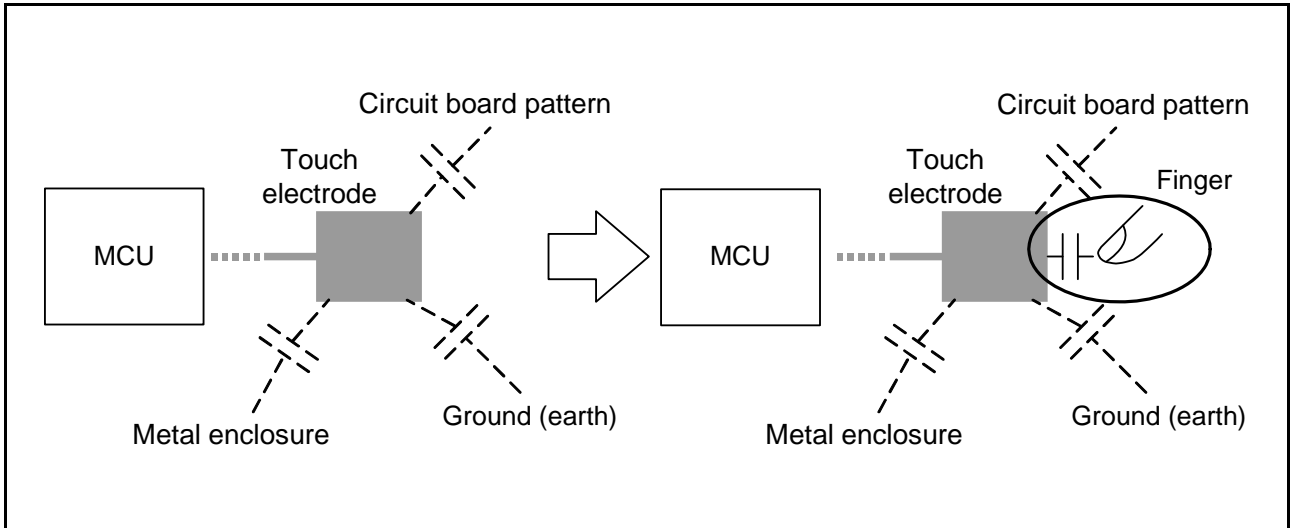 Circuit board pattern
Touch
electrode
MCU
Metal enclosure
Ground (earth)
Circuit board pattern
Touch
electrode
Finger
MCU
Metal enclosure
Ground (earth)